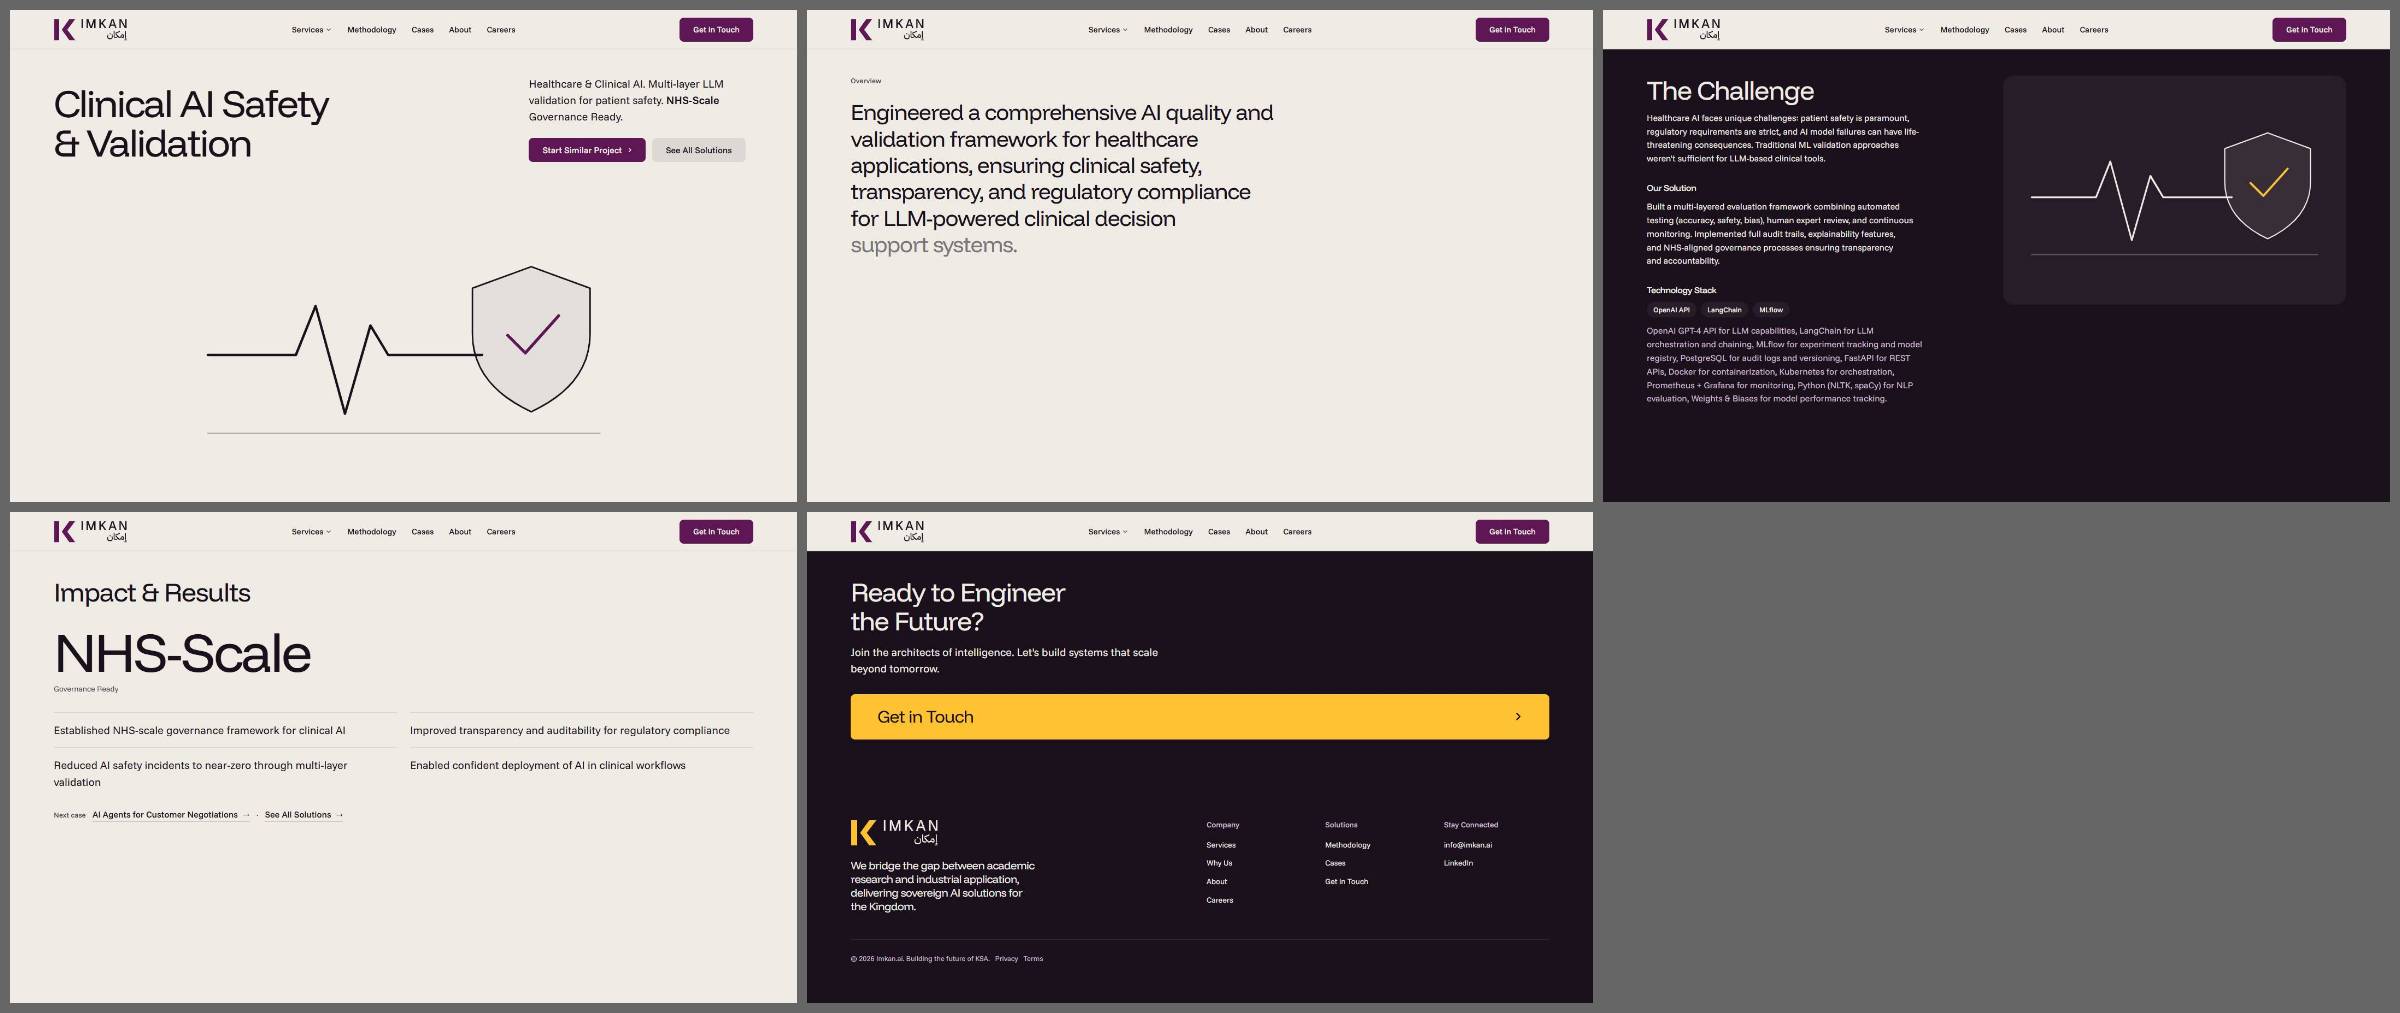 IMKAN
إمكان
Services Methodology Cases About Careers
Get in Touch
Clinical AI Safety
& Validation
Healthcare & Clinical AI. Multi-layer LLM
validation for patient safety. NHS-Scale
Governance Ready.
Start Similar Project
See All Solutions
IMKAN
إمكان
Services Methodology Cases About Careers
Get in Touch
Overview
Engineered a comprehensive AI quality and
validation framework for healthcare
applications, ensuring clinical safety,
transparency, and regulatory compliance
for LLM-powered clinical decision
support systems.
IMKAN
إمكان
Services Methodology Cases About Careers
Get in Touch
The Challenge
Healthcare AI faces unique challenges: patient safety is paramount,
regulatory requirements are strict, and AI model failures can have life-
threatening consequences. Traditional ML validation approaches
weren't sufficient for LLM-based clinical tools.
Our Solution
Built a multi-layered evaluation framework combining automated
testing (accuracy, safety, bias), human expert review, and continuous
monitoring. Implemented full audit trails, explainability features,
and NHS-aligned governance processes ensuring transparency
and accountability.
Technology Stack
OpenAI API LangChain MLflow
OpenAI GPT-4 API for LLM capabilities, LangChain for LLM
orchestration and chaining, MLflow for experiment tracking and model
registry, PostgreSQL for audit logs and versioning, FastAPI for REST
APIs, Docker for containerization, Kubernetes for orchestration,
Prometheus + Grafana for monitoring, Python (NLTK, spaCy) for NLP
evaluation, Weights & Biases for model performance tracking.
IMKAN
إمكان
Services Methodology Cases About Careers
Get in Touch
Impact & Results
NHS-Scale
Governance Ready
Established NHS-scale governance framework for clinical AI
Improved transparency and auditability for regulatory compliance
Reduced AI safety incidents to near-zero through multi-layer
validation
Enabled confident deployment of AI in clinical workflows
Next case AI Agents for Customer Negotiations → · See All Solutions →
IMKAN
إمكان
Services Methodology Cases About Careers
Get in Touch
Ready to Engineer
the Future?
Join the architects of intelligence. Let's build systems that scale
beyond tomorrow.
Get in Touch
IMKAN
إمكان
We bridge the gap between academic
research and industrial application,
delivering sovereign AI solutions for
the Kingdom.
Company
Services
Why Us
About
Careers
Solutions
Methodology
Cases
Get in Touch
Stay Connected
info@imkan.ai
LinkedIn
© 2026 Imkan.ai. Building the future of KSA. Privacy Terms